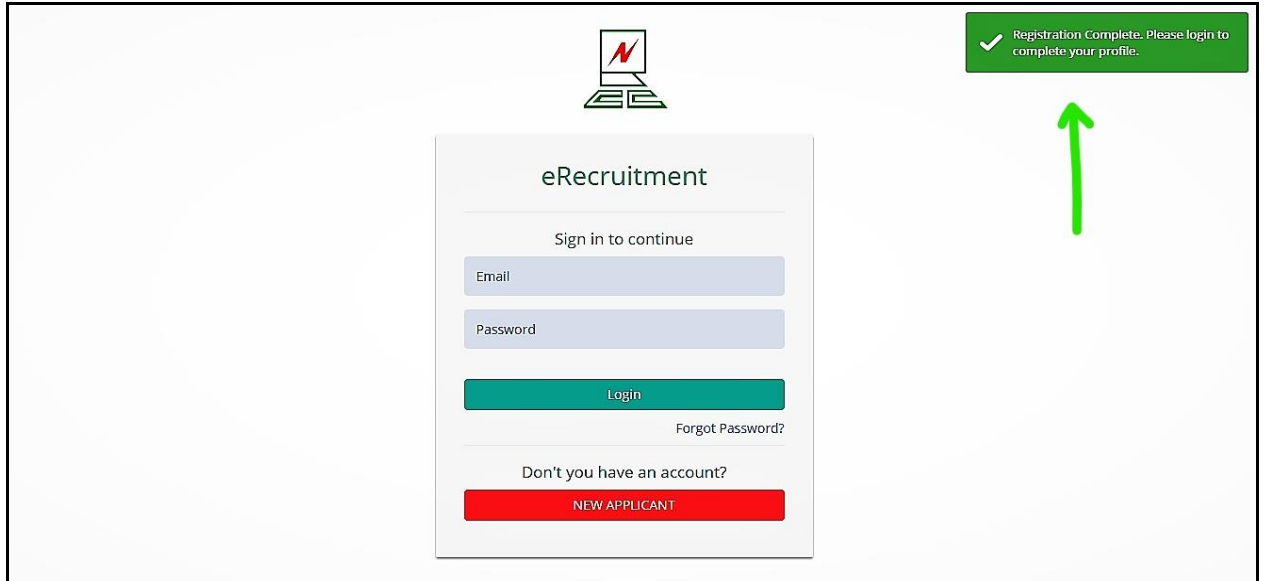 Registration Complete. Please login to
complete your profile.
N
eRecruitment
Sign in to continue
Email
Password
Login
Forgot Password?
Don't you have an account?
NEW APPLICANT